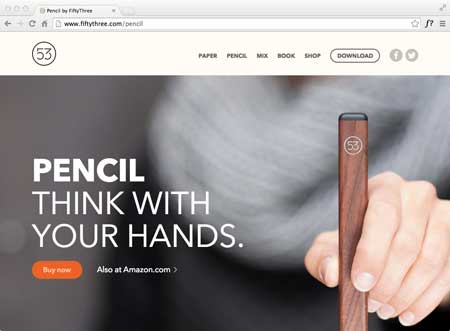 Pencil by FiftyThree
www.fiftythree.com/pencil
f?
53
PAPER PENCIL MIX BOOK SHOP DOWNLOAD
53
PENCIL
THINK WITH
YOUR HANDS.
Buy now Also at Amazon.com